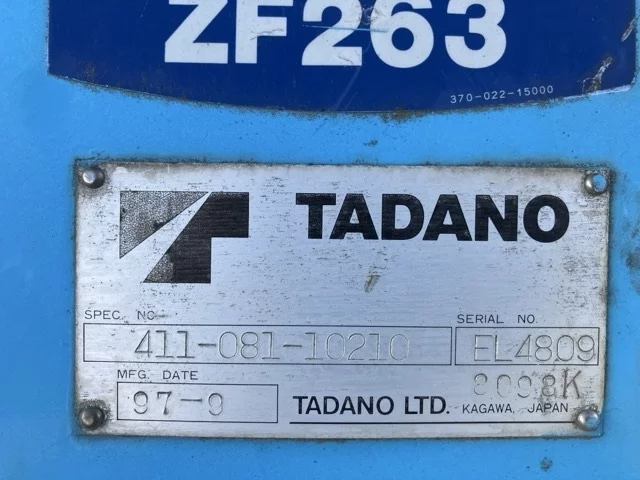 ZF263
370-022-15000
TADANO
SPEC. NO.
SERIAL NO.
411-081-10210
EL4809
MFG. DATE
8098K
97-9
TADANO LTD. KAGAWA, JAPAN